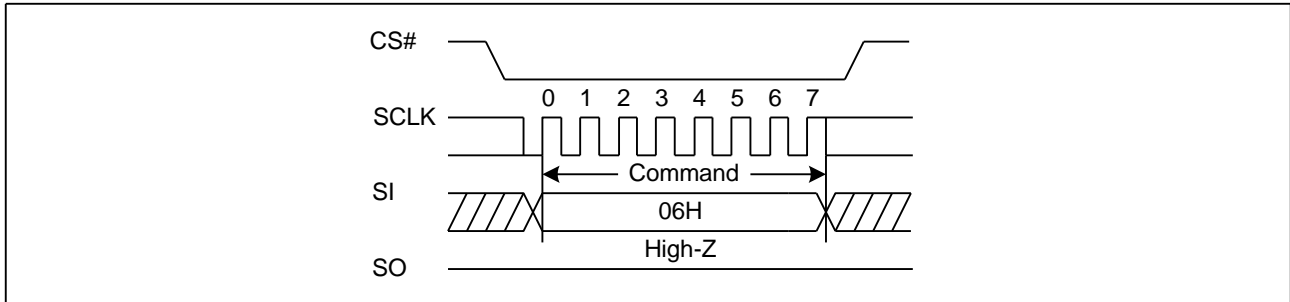 CS#
0 1 2 3 4 5 6 7
SCLK
Command
SI
06H
High-Z
SO